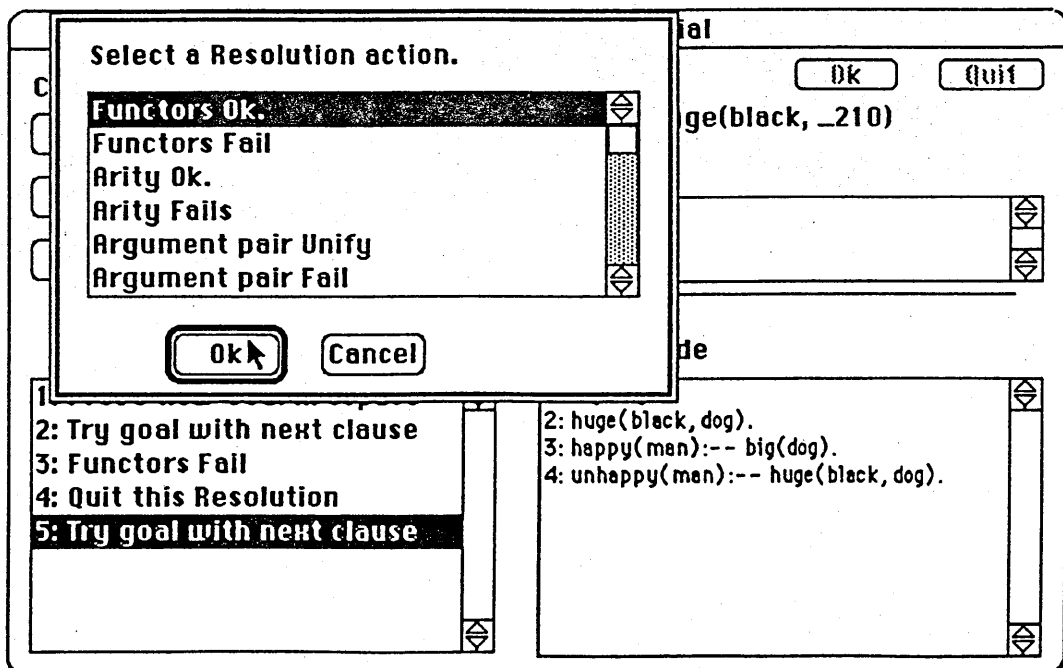 ial
Select a Resolution action.
Ok
Quit
Functors Ok.
ge(black, _210)
Functors Fail
Arity Ok.
Arity Fails
Argument pair Unify
Argument pair Fail
Ok
Cancel
de
2: Try goal with next clause
3: Functors Fail
4: Quit this Resolution
5: Try goal with next clause
2: huge(black,dog).
3: happy(man):-- big(dog).
4: unhappy(man):-- huge(black,dog).